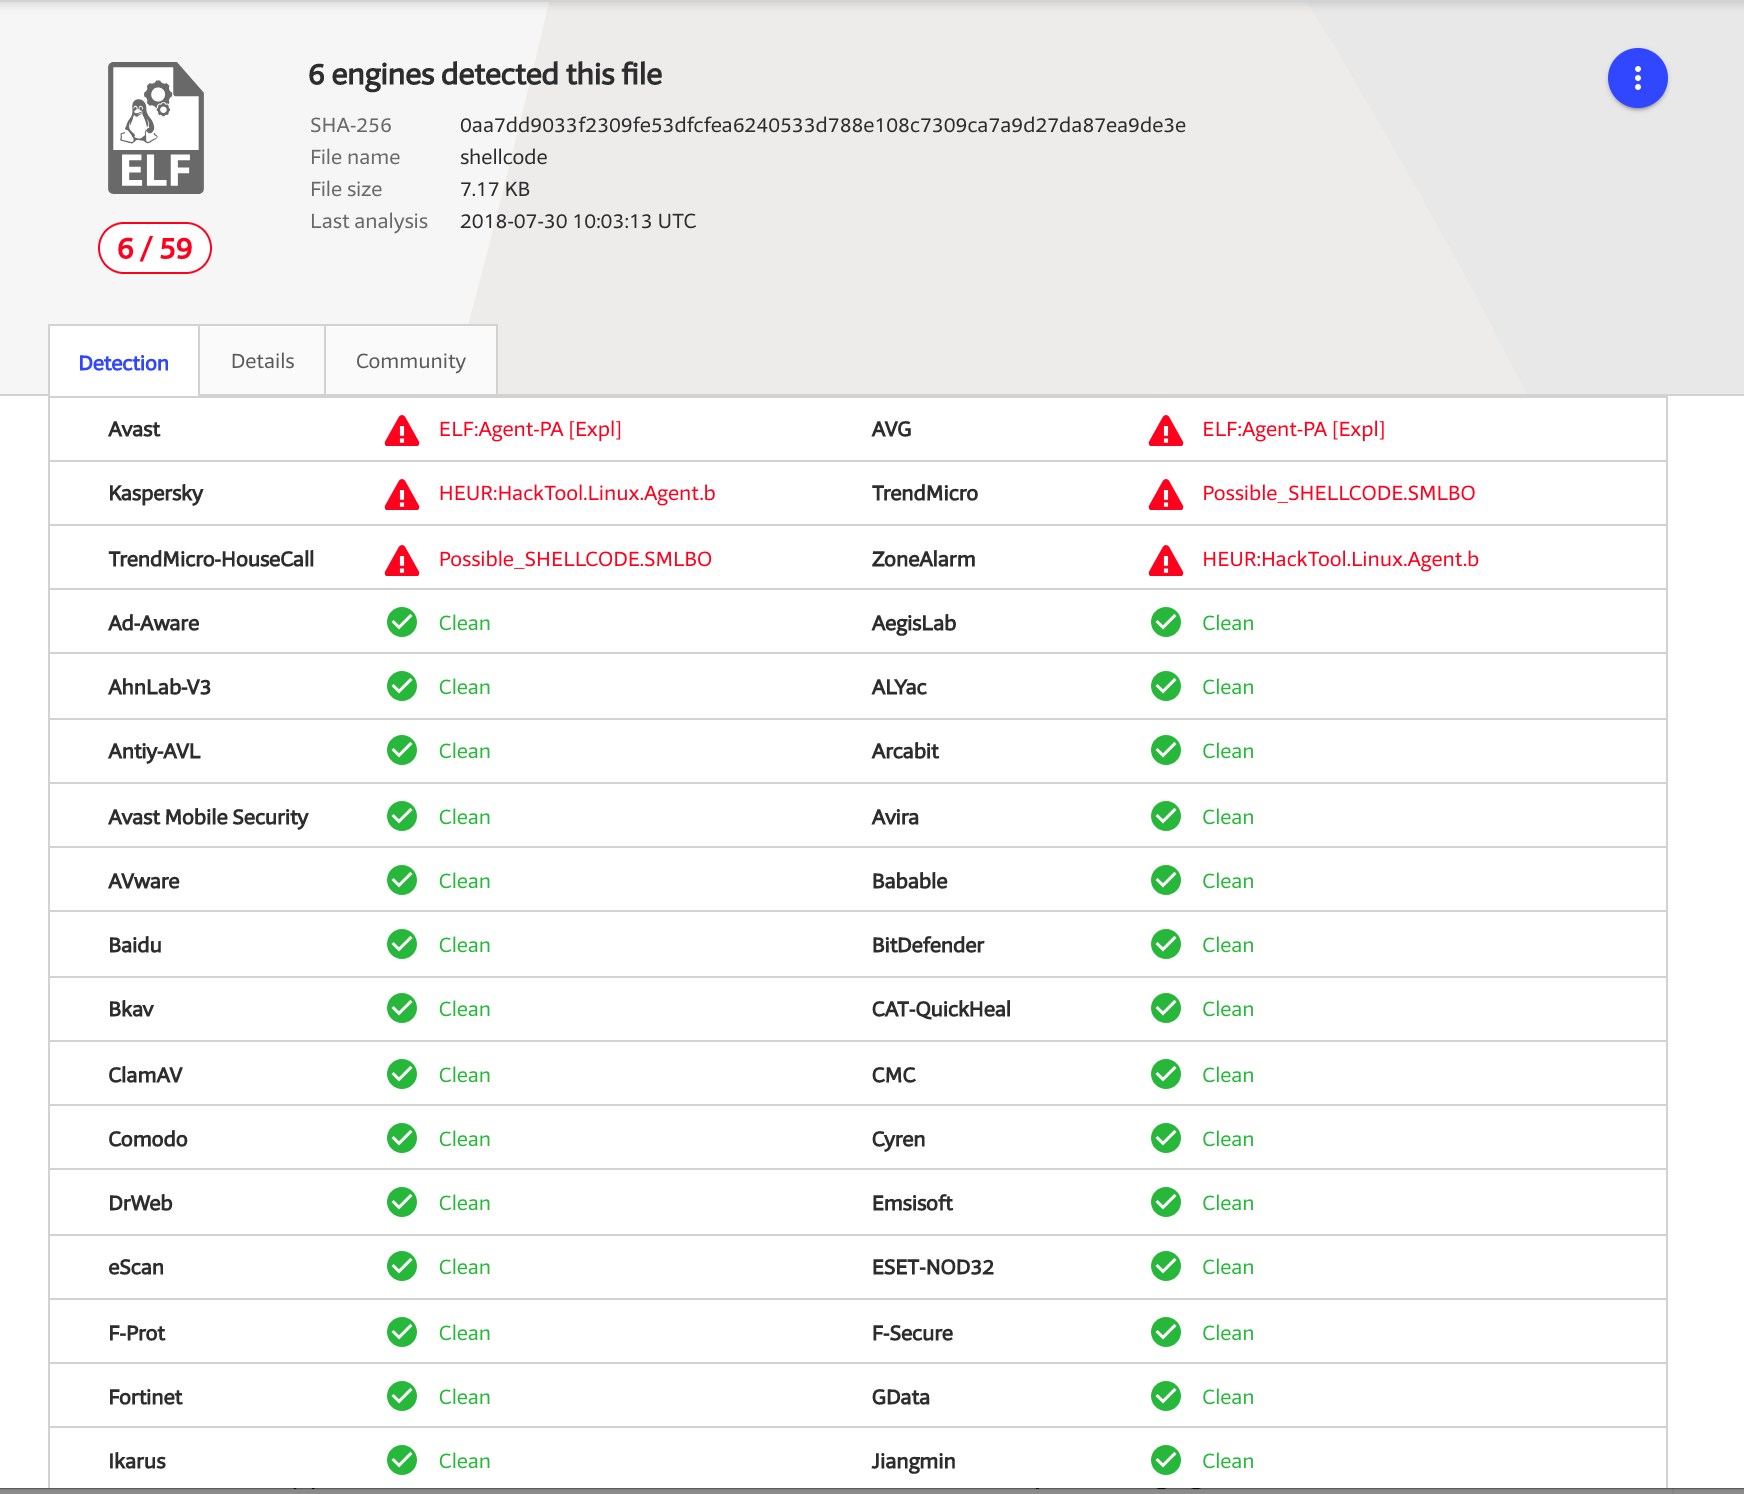 6 engines detected this file
SHA-256 0aa7dd9033f2309fe53dfcfea6240533d788e108c7309ca7a9d27da87ea9de3e
File name shellcode
File size 7.17 KB
Last analysis 2018-07-30 10:03:13 UTC
ELF
6 / 59
Detection Details Community
Avast ELF:Agent-PA [Expl] AVG ELF:Agent-PA [Expl]
Kaspersky HEUR:HackTool.Linux.Agent.b TrendMicro Possible_SHELLCODE.SMLBO
TrendMicro-HouseCall Possible_SHELLCODE.SMLBO ZoneAlarm HEUR:HackTool.Linux.Agent.b
Ad-Aware Clean AegisLab Clean
AhnLab-V3 Clean ALYac Clean
Antiy-AVL Clean Arcabit Clean
Avast Mobile Security Clean Avira Clean
AVware Clean Babable Clean
Baidu Clean BitDefender Clean
Bkav Clean CAT-QuickHeal Clean
ClamAV Clean CMC Clean
Comodo Clean Cyren Clean
DrWeb Clean Emsisoft Clean
eScan Clean ESET-NOD32 Clean
F-Prot Clean F-Secure Clean
Fortinet Clean GData Clean
Ikarus Clean Jiangmin Clean